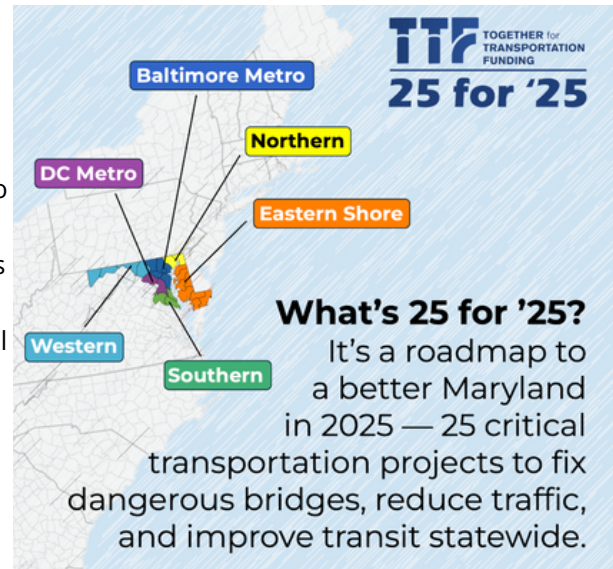 TTF TOGETHER for
TRANSPORTATION
FUNDING
25 for ‘25
Baltimore Metro
Northern
DC Metro
Eastern Shore
Western
Southern
What’s 25 for ’25?
It’s a roadmap to
a better Maryland
in 2025 — 25 critical
transportation projects to fix
dangerous bridges, reduce traffic,
and improve transit statewide.